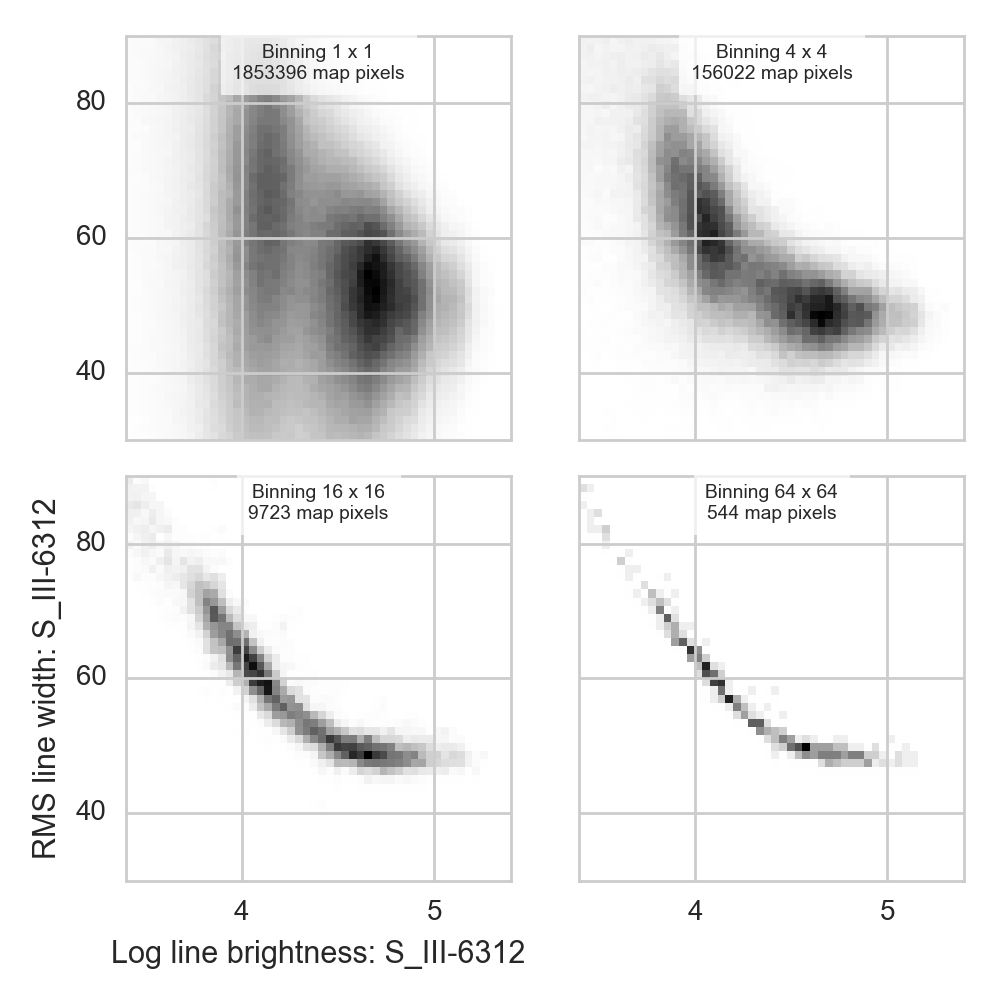 Binning 1 x 1
1853396 map pixels
Binning 4 x 4
156022 map pixels
80
60
40
Binning 16 x 16
9723 map pixels
Binning 64 x 64
544 map pixels
80
60
40
RMS line width: S_III-6312
4
5
4
5
Log line brightness: S_III-6312